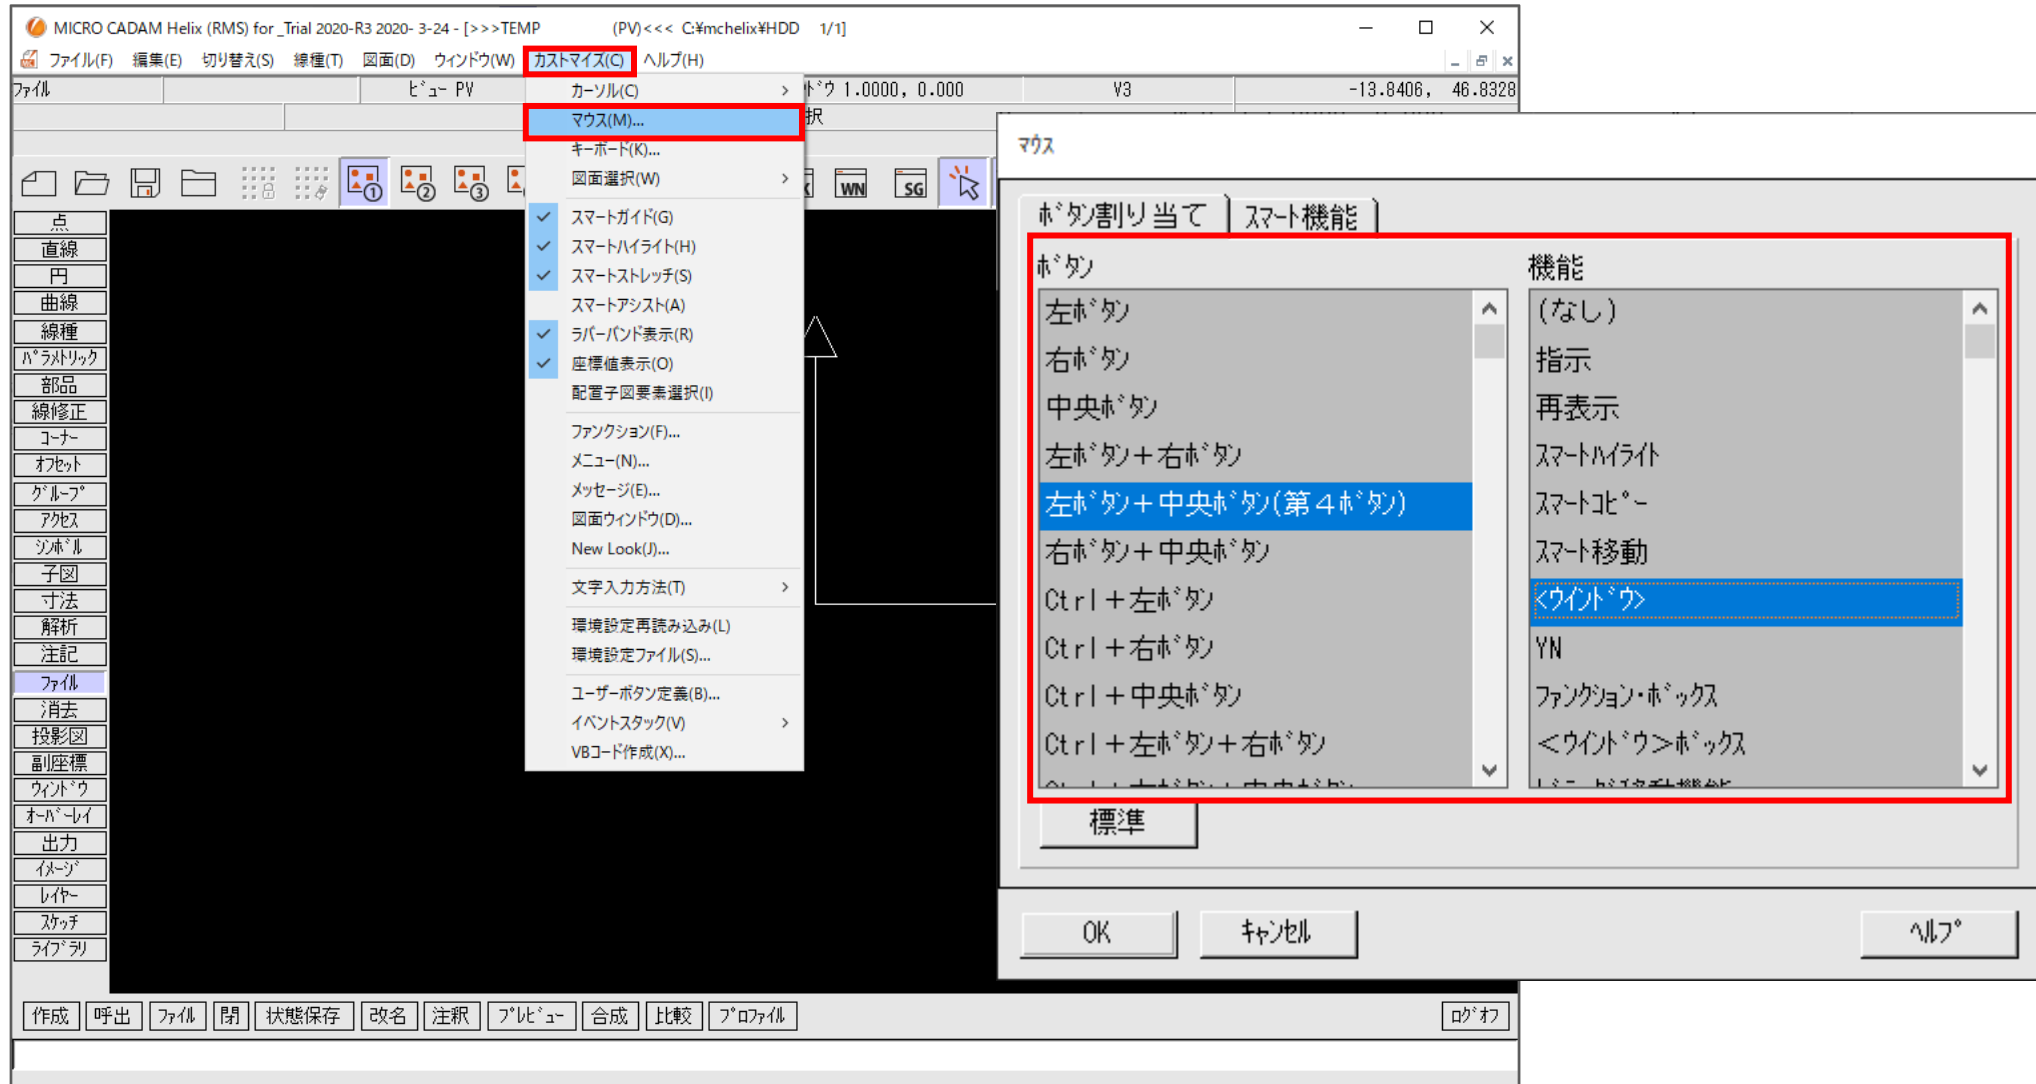 MICRO CADAM Helix (RMS) for _Trial 2020-R3 2020- 3-24 - [>>>TEMP (PV)<<< C:¥mchelix¥HDD 1/1]
ファイル(F) 編集(E) 切り替え(S) 線種(T) 図面(D) ウィンドウ(W) カストマイズ(C) ヘルプ(H)
ﾌｧｲﾙ ﾋﾞｭｰ PV ﾄﾞｳ 1.0000, 0.000 V3 -13.8406, 46.8328
択
WN SG
点
直線
円
曲線
線種
ﾊﾟﾗﾒﾄﾘｯｸ
部品
線修正
ｺｰﾅｰ
ｵﾌｾｯﾄ
ｸﾞﾙｰﾌﾟ
ｱｸｾｽ
ｼﾝﾎﾞﾙ
子図
寸法
解析
注記
ﾌｧｲﾙ
消去
投影図
副座標
ｳｨﾝﾄﾞｳ
ｵｰﾊﾞｰﾚｲ
出力
ｲﾒｰｼﾞ
ﾚｲﾔｰ
ｽｹｯﾁ
ﾗｲﾌﾞﾗﾘ
カーソル(C)
マウス(M)...
キーボード(K)...
図面選択(W)
スマートガイド(G)
スマートハイライト(H)
スマートストレッチ(S)
スマートアシスト(A)
ラバーバンド表示(R)
座標値表示(O)
配置子図要素選択(I)
ファンクション(F)...
メニュー(N)...
メッセージ(E)...
図面ウィンドウ(D)...
New Look(J)...
文字入力方法(T)
環境設定再読み込み(L)
環境設定ファイル(S)...
ユーザーボタン定義(B)...
イベントスタック(V)
VBコード作成(X)...
ﾏｳｽ
ﾎﾞﾀﾝ割り当て ｽﾏｰﾄ機能
ﾎﾞﾀﾝ
左ﾎﾞﾀﾝ
右ﾎﾞﾀﾝ
中央ﾎﾞﾀﾝ
左ﾎﾞﾀﾝ＋右ﾎﾞﾀﾝ
左ﾎﾞﾀﾝ＋中央ﾎﾞﾀﾝ(第４ﾎﾞﾀﾝ)
右ﾎﾞﾀﾝ＋中央ﾎﾞﾀﾝ
Ctrl＋左ﾎﾞﾀﾝ
Ctrl＋右ﾎﾞﾀﾝ
Ctrl＋中央ﾎﾞﾀﾝ
Ctrl＋左ﾎﾞﾀﾝ＋右ﾎﾞﾀﾝ
機能
(なし)
指示
再表示
ｽﾏｰﾄﾊｲﾗｲﾄ
ｽﾏｰﾄｺﾋﾟｰ
ｽﾏｰﾄ移動
<ｳｲﾝﾄﾞｳ>
YN
ﾌｧﾝｸｼｮﾝ･ﾎﾞｯｸｽ
＜ｳｲﾝﾄﾞｳ＞ﾎﾞｯｸｽ
標準
OK ｷｬﾝｾﾙ ﾍﾙﾌﾟ
作成 呼出 ﾌｧｲﾙ 閉 状態保存 改名 注釈 ﾌﾟﾚﾋﾞｭｰ 合成 比較 ﾌﾟﾛﾌｧｲﾙ ﾛｸﾞｵﾌ